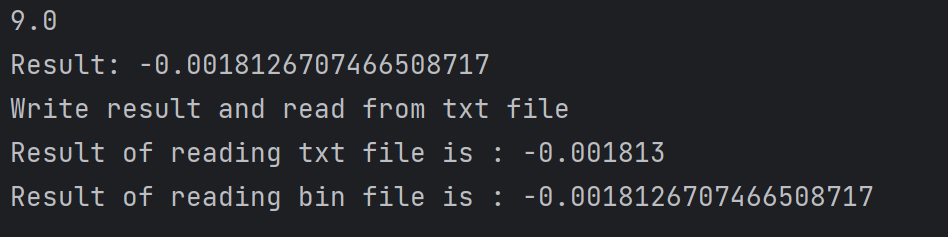 9.0
Result: -0.0018126707466508717
Write result and read from txt file
Result of reading txt file is : -0.001813
Result of reading bin file is : -0.0018126707466508717